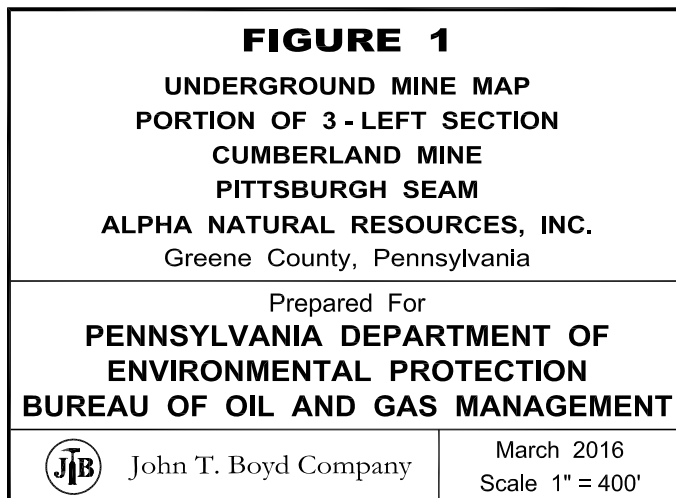 FIGURE 1
UNDERGROUND MINE MAP
PORTION OF 3 - LEFT SECTION
CUMBERLAND MINE
PITTSBURGH SEAM
ALPHA NATURAL RESOURCES, INC.
Greene County, Pennsylvania
Prepared For
PENNSYLVANIA DEPARTMENT OF
ENVIRONMENTAL PROTECTION
BUREAU OF OIL AND GAS MANAGEMENT
JTB John T. Boyd Company
March 2016
Scale 1" = 400'